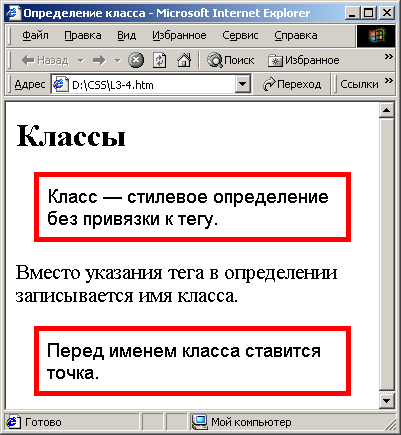 Определение класса - Microsoft Internet Explorer
Файл Правка Вид Избранное Сервис Справка
Назад Поиск Избранное »
Адрес D:\CSS\L3-4.htm Переход Ссылки »
Классы
Класс — стилевое определение
без привязки к тегу.
Вместо указания тега в определении
записывается имя класса.
Перед именем класса ставится
точка.
Готово Мой компьютер